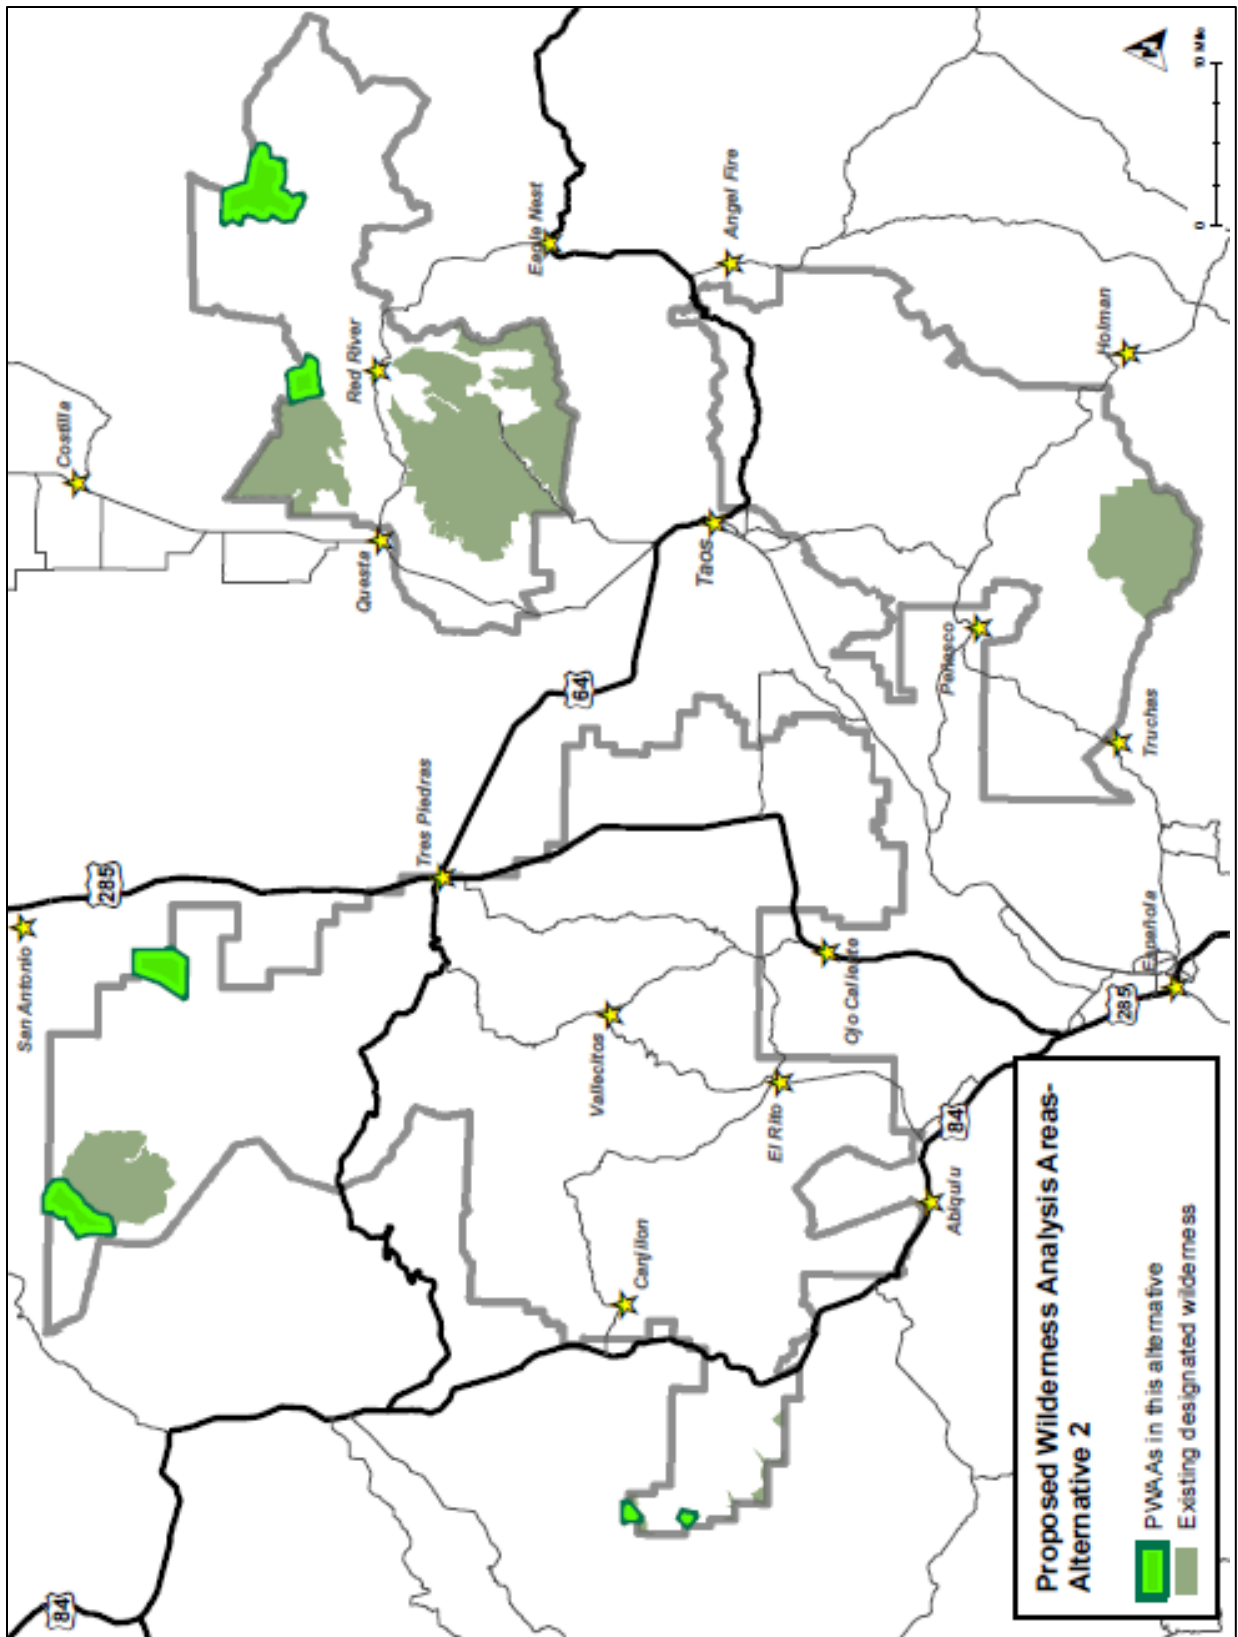 84
San Antonio
285
Costilla
Tres Piedras
Questa
Red River
64
Eagle Nest
Canjilon
Vallecitos
Taos
Angel Fire
El Rito
Ojo Caliente
Abiquiu
84
Peñasco
285
Española
Truchas
Holman
0
10 Mile
Proposed Wilderness Analysis Areas-
Alternative 2
PWAAs in this alternative
Existing designated wilderness